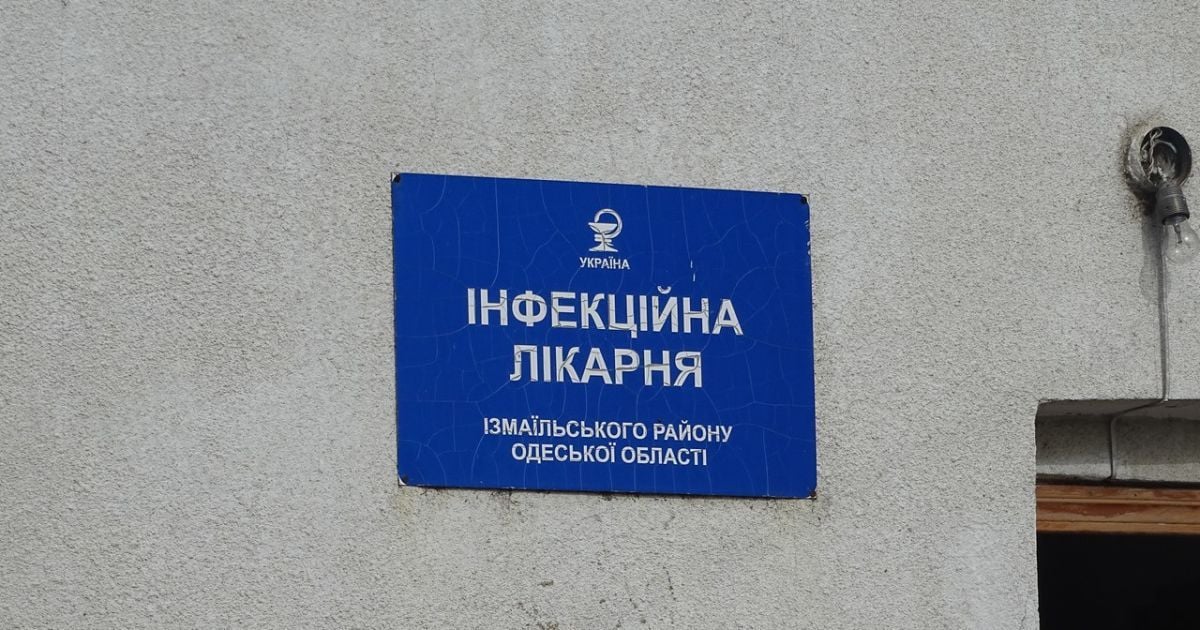 УКРАЇНА
ІНФЕКЦІЙНА
ЛІКАРНЯ
ІЗМАЇЛЬСЬКОГО РАЙОНУ
ОДЕСЬКОЇ ОБЛАСТІ